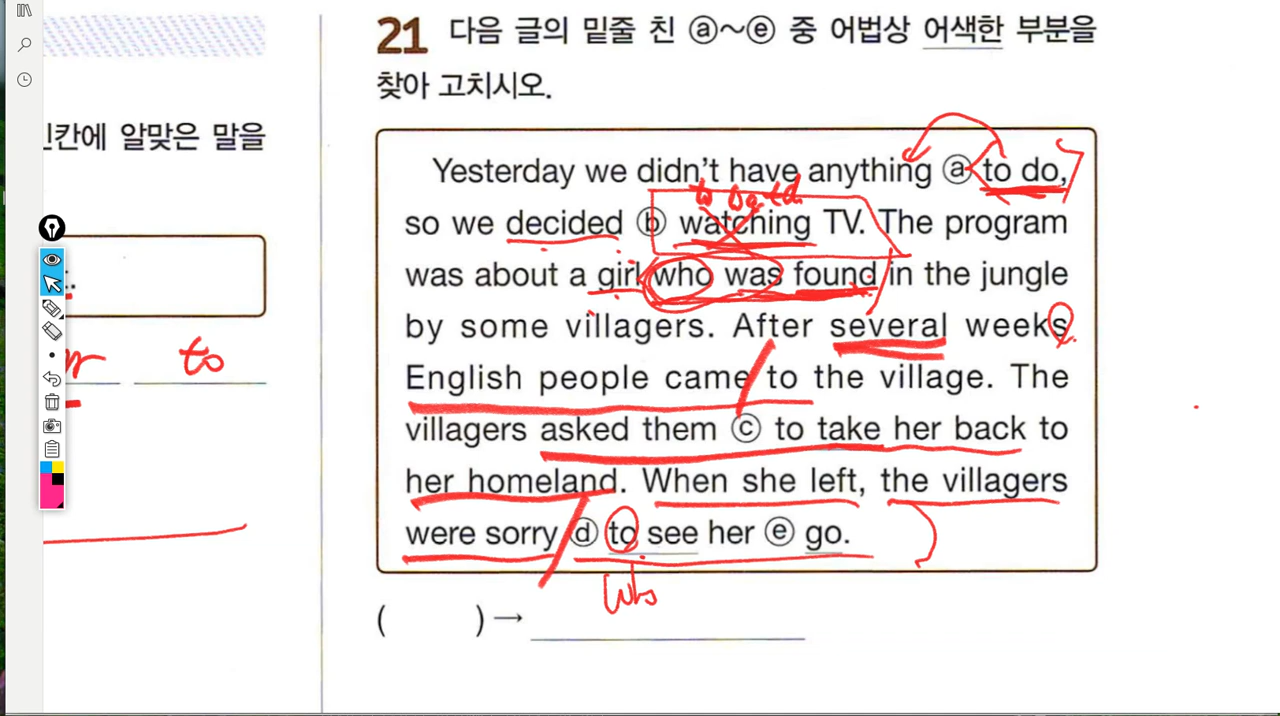 21 다음 글의 밑줄 친 ⓐ~ⓔ 중 어법상 어색한 부분을
찾아 고치시오.
빈칸에 알맞은 말을
Yesterday we didn't have anything ⓐ to do,
so we decided ⓑ watching TV. The program
was about a girl who was found in the jungle
by some villagers. After several weeks
English people came to the village. The
villagers asked them ⓒ to take her back to
her homeland. When she left, the villagers
were sorry ⓓ to see her ⓔ go.
( ) →
to